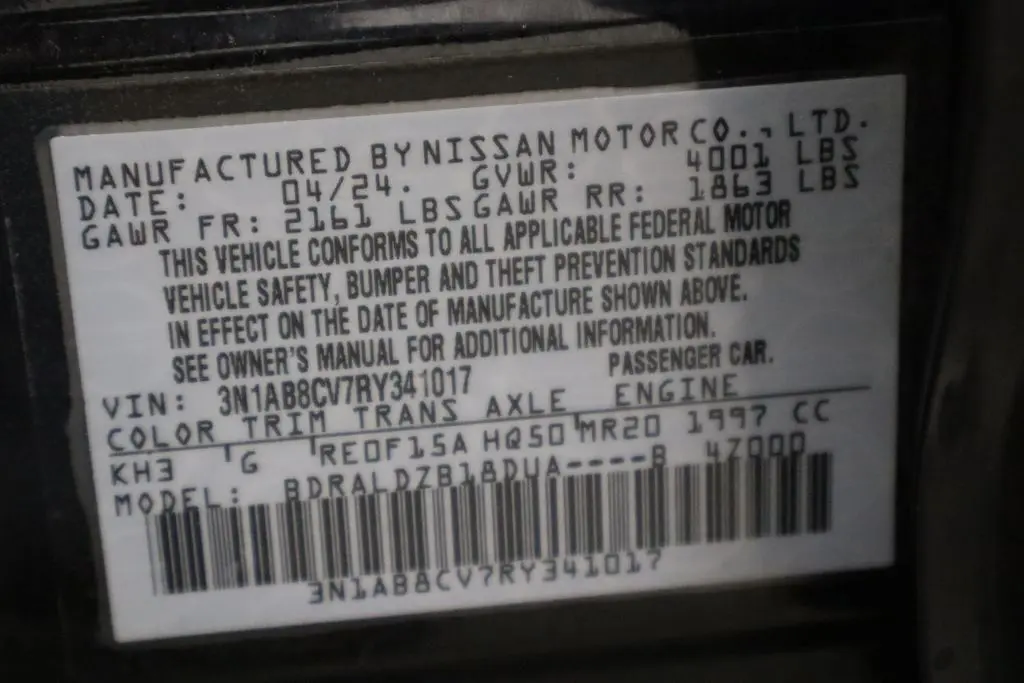 MANUFACTURED BY NISSAN MOTOR CO., LTD.
DATE: 04/24. GVWR: 4001 LBS
GAWR FR: 2161 LBS GAWR RR: 1863 LBS
THIS VEHICLE CONFORMS TO ALL APPLICABLE FEDERAL MOTOR
VEHICLE SAFETY, BUMPER AND THEFT PREVENTION STANDARDS
IN EFFECT ON THE DATE OF MANUFACTURE SHOWN ABOVE.
SEE OWNER'S MANUAL FOR ADDITIONAL INFORMATION.
VIN: 3N1AB8CV7RY341017 PASSENGER CAR.
COLOR TRIM TRANS AXLE ENGINE
KH3 G RE0F15A HQ50 MR20 1997 CC
MODEL: BDRALDZB18DUA----B 4Z000
3N1AB8CV7RY341017